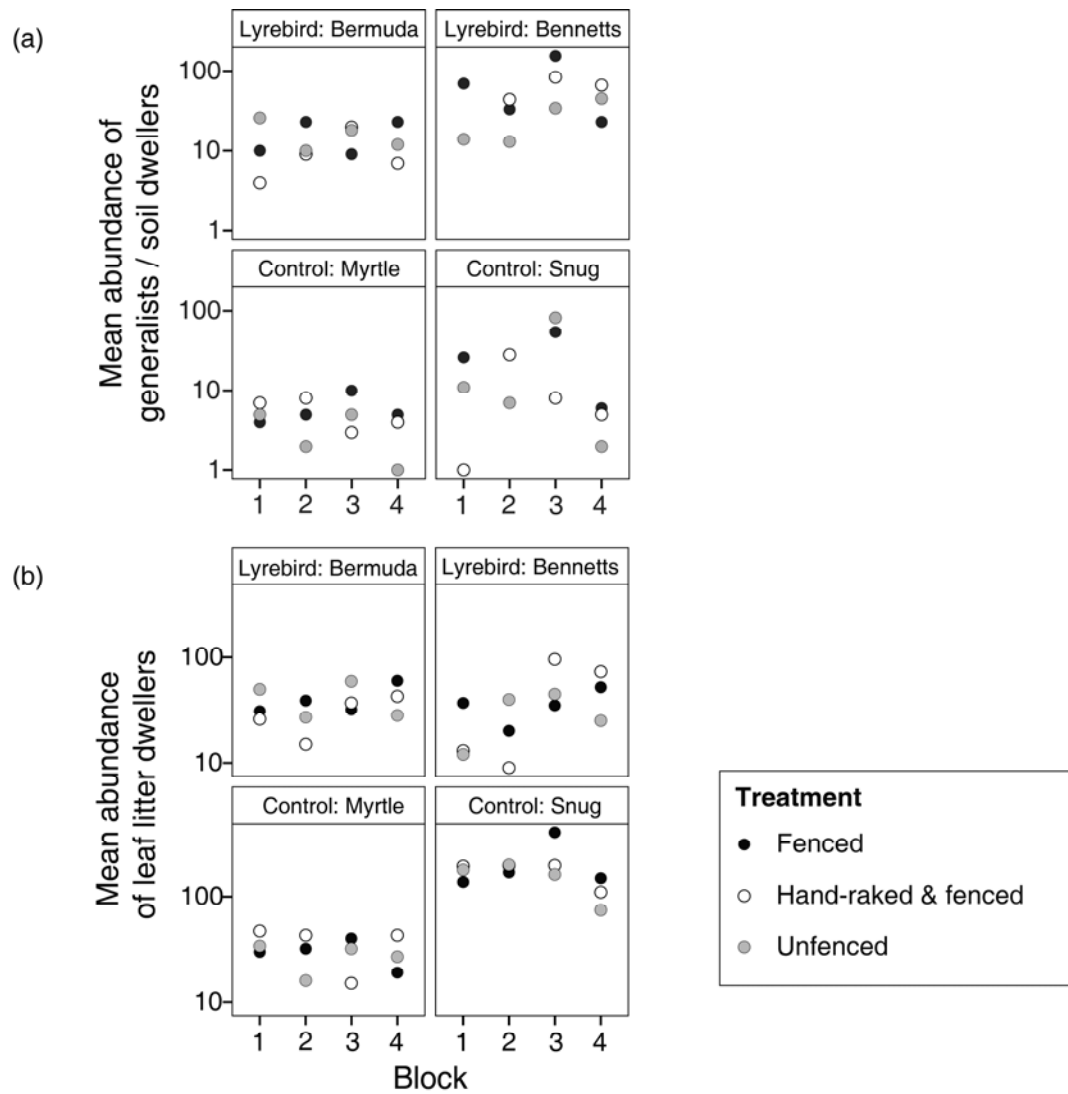 (a)
Mean abundance of
generalists / soil dwellers
Lyrebird: Bermuda
Lyrebird: Bennetts
100
10
1
Control: Myrtle
Control: Snug
100
10
1
1 2 3 4
1 2 3 4
(b)
Mean abundance
of leaf litter dwellers
Lyrebird: Bermuda
Lyrebird: Bennetts
100
10
Control: Myrtle
Control: Snug
100
10
1 2 3 4
1 2 3 4
Block
Treatment
Fenced
Hand-raked & fenced
Unfenced